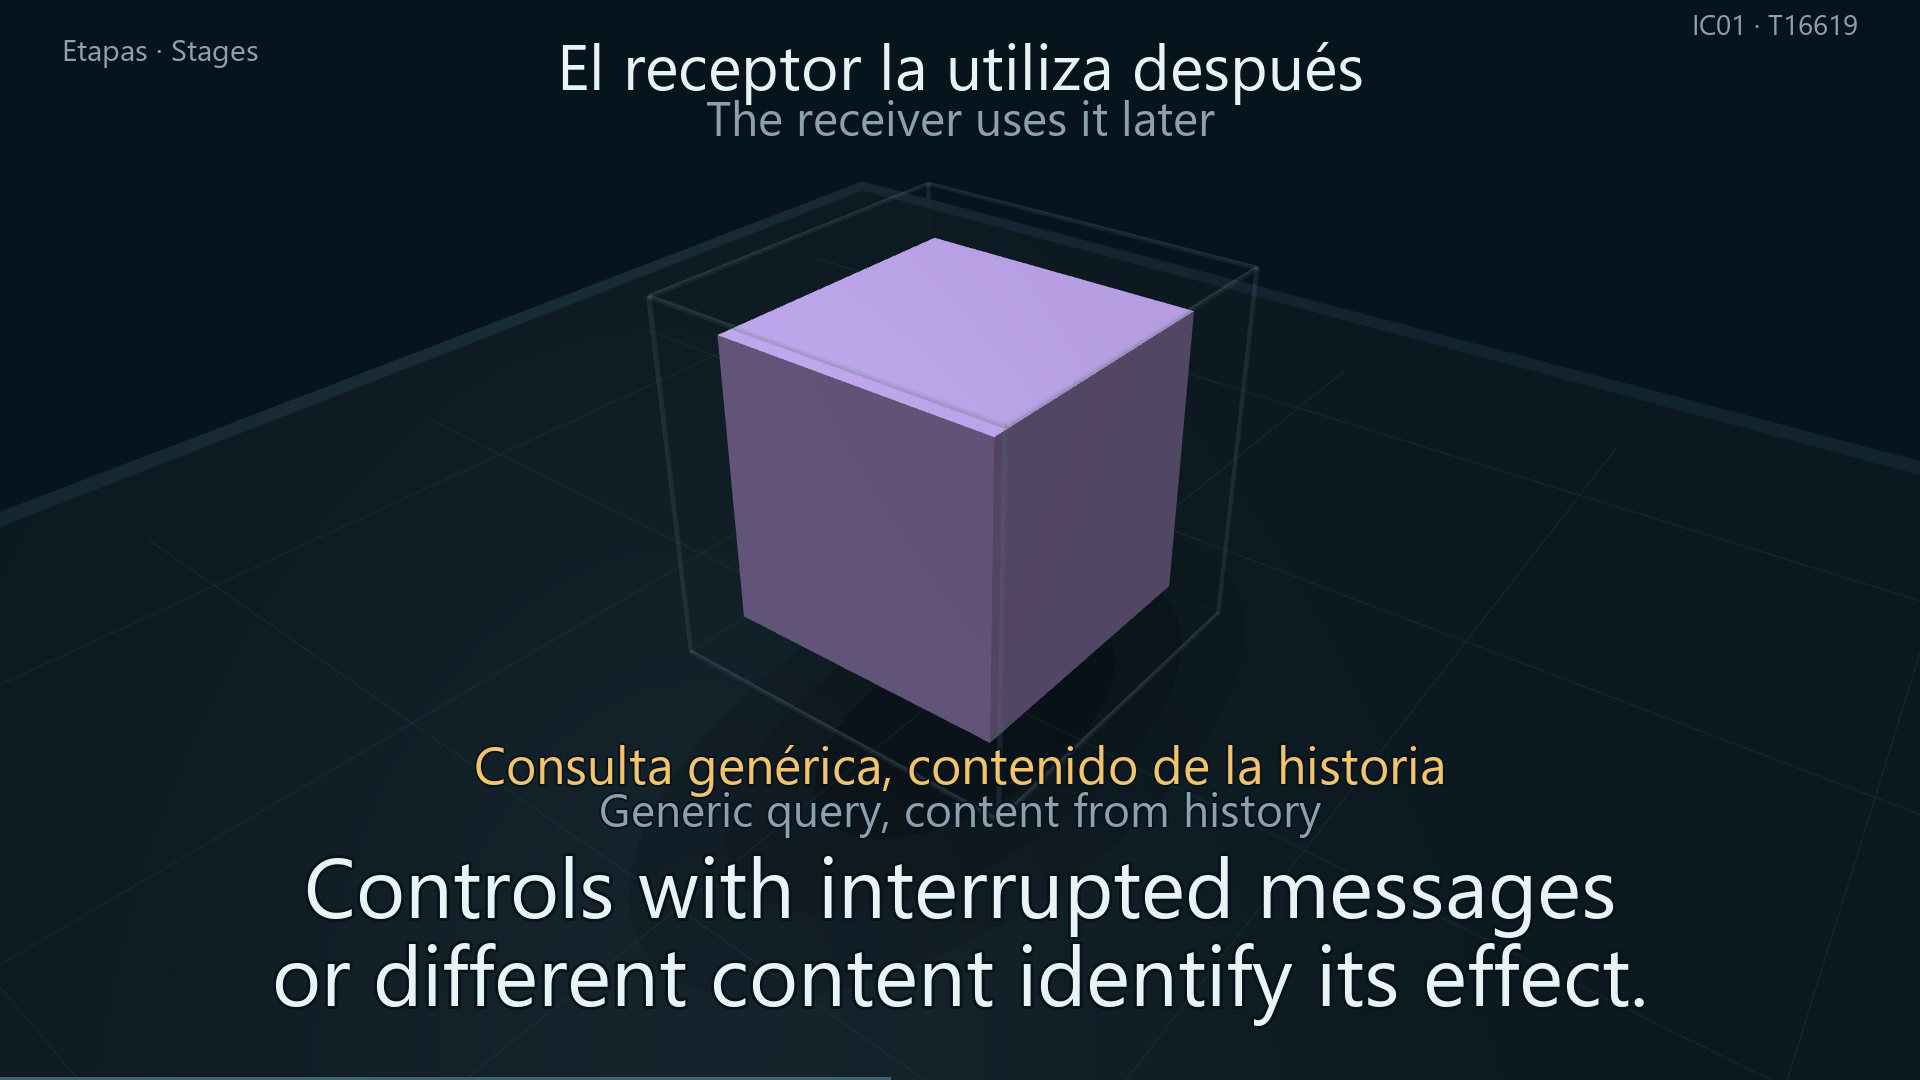 Etapas · Stages
IC01 · T16619
El receptor la utiliza después
The receiver uses it later
Consulta genérica, contenido de la historia
Generic query, content from history
Controls with interrupted messages
or different content identify its effect.